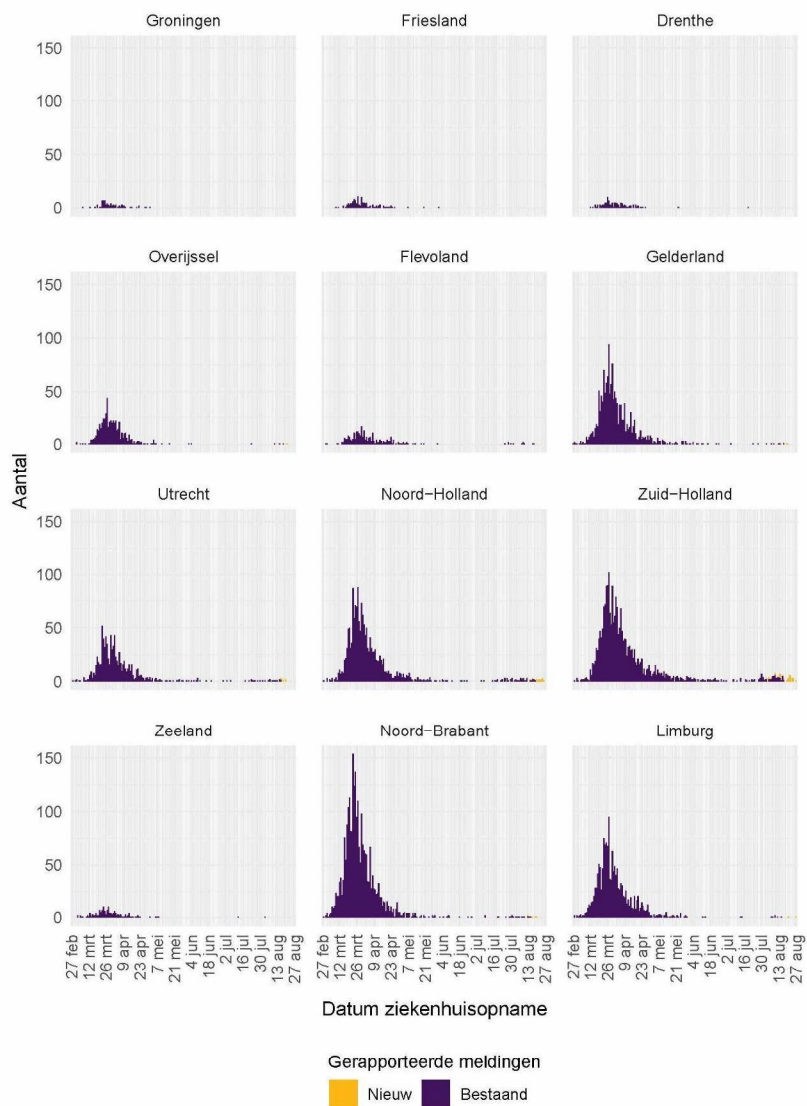 Groningen Friesland Drenthe
150
100
50
0
Overijssel Flevoland Gelderland
150
100
50
0
Aantal
Utrecht Noord-Holland Zuid-Holland
150
100
50
0
Zeeland Noord-Brabant Limburg
150
100
50
0
27 feb 12 mrt 26 mrt 9 apr 23 apr 7 mei 21 mei 4 jun 18 jun 2 jul 16 jul 30 jul 13 aug 27 aug 27 feb 12 mrt 26 mrt 9 apr 23 apr 7 mei 21 mei 4 jun 18 jun 2 jul 16 jul 30 jul 13 aug 27 aug 27 feb 12 mrt 26 mrt 9 apr 23 apr 7 mei 21 mei 4 jun 18 jun 2 jul 16 jul 30 jul 13 aug 27 aug
Datum ziekenhuisopname
Gerapporteerde meldingen
Nieuw Bestaand